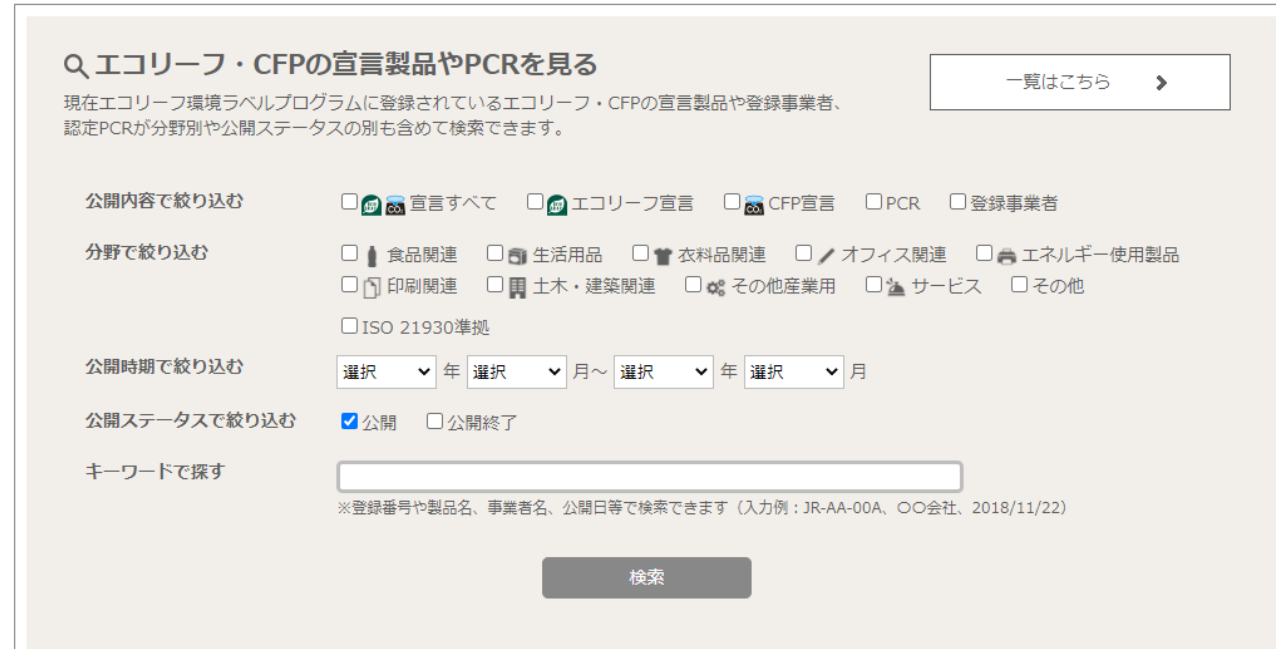 エコリーフ・CFPの宣言製品やPCRを見る
一覧はこちら
現在エコリーフ環境ラベルプログラムに登録されているエコリーフ・CFPの宣言製品や登録事業者、
認定PCRが分野別や公開ステータスの別も含めて検索できます。
公開内容で絞り込む 宣言すべて エコリーフ宣言 CFP宣言 PCR 登録事業者
分野で絞り込む 食品関連 生活用品 衣料品関連 オフィス関連 エネルギー使用製品
印刷関連 土木・建築関連 その他産業用 サービス その他
ISO 21930準拠
公開時期で絞り込む 選択 年 選択 月～ 選択 年 選択 月
公開ステータスで絞り込む 公開 公開終了
キーワードで探す
※登録番号や製品名、事業者名、公開日等で検索できます（入力例：JR-AA-00A、〇〇会社、2018/11/22）
検索